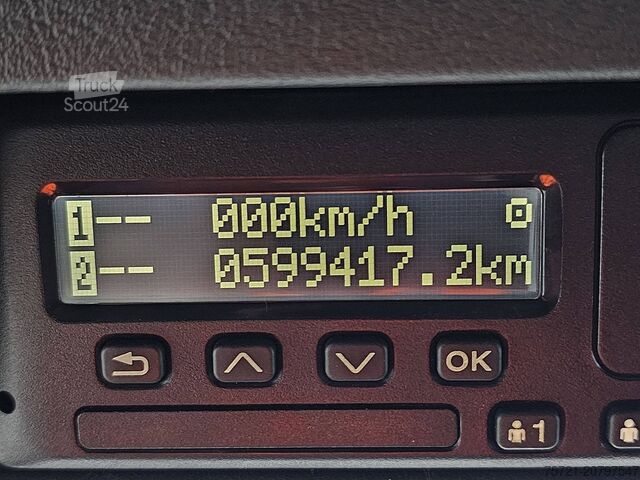 Truck
Scout24
1-- 000km/h
2-- 0599417.2km
OK
1